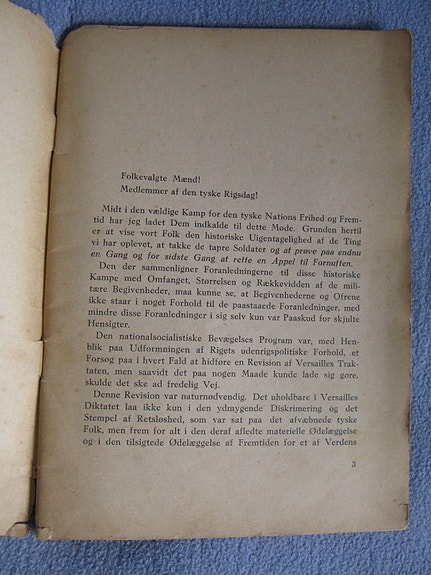 Folkevalgte Mænd!
Medlemmer af den tyske Rigsdag!
Midt i den vældige Kamp for den tyske Nations Frihed og Frem-
tid har jeg ladet Dem indkalde til dette Møde. Grunden hertil
er at vise vort Folk den historiske Uigentagelighed af de Ting
vi har oplevet, at takke de tapre Soldater og at prøve paa endnu
en Gang og for sidste Gang at rette en Appel til Fornuften.
Den der sammenligner Foranledningerne til disse historiske
Kampe med Omfanget, Størrelsen og Rækkevidden af de mili-
tære Begivenheder, maa kunne se, at Begivenhederne og Ofrene
ikke staar i noget Forhold til de paastaaede Foranledninger, med
mindre disse Foranledninger i sig selv kun var Paaskud for skjulte
Hensigter.
Den nationalsocialistiske Bevægelses Program var, med Hen-
blik paa Udformningen af Rigets udenrigspolitiske Forhold, et
Forsøg paa i hvert Fald at hidføre en Revision af Versailles Trak-
taten, men saavidt det paa nogen Maade kunde lade sig gøre,
skulde det ske ad fredelig Vej.
Denne Revision var naturnødvendig. Det uholdbare i Versailles
Diktatet laa ikke kun i den ydmygende Diskrimering og det
Stempel af Retsløshed, som var sat paa det afvæbnede tyske
Folk, men frem for alt i den deraf afledte materielle Ødelæggelse
og i den tilsigtede Ødelæggelse af Fremtiden for et af Verdens
3